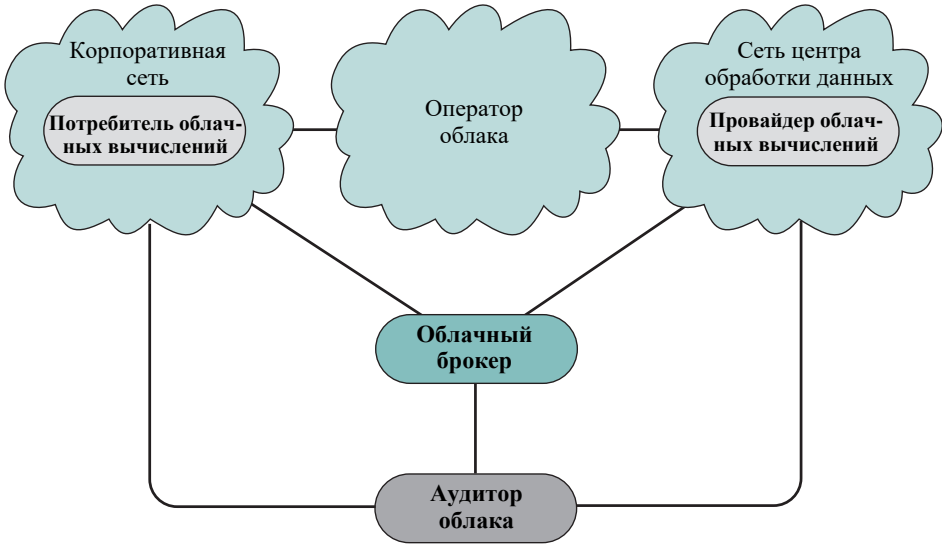 Корпоративная
сеть
Потребитель облач-
ных вычислений
Оператор
облака
Сеть центра
обработки данных
Провайдер облач-
ных вычислений
Облачный
брокер
Аудитор
облака